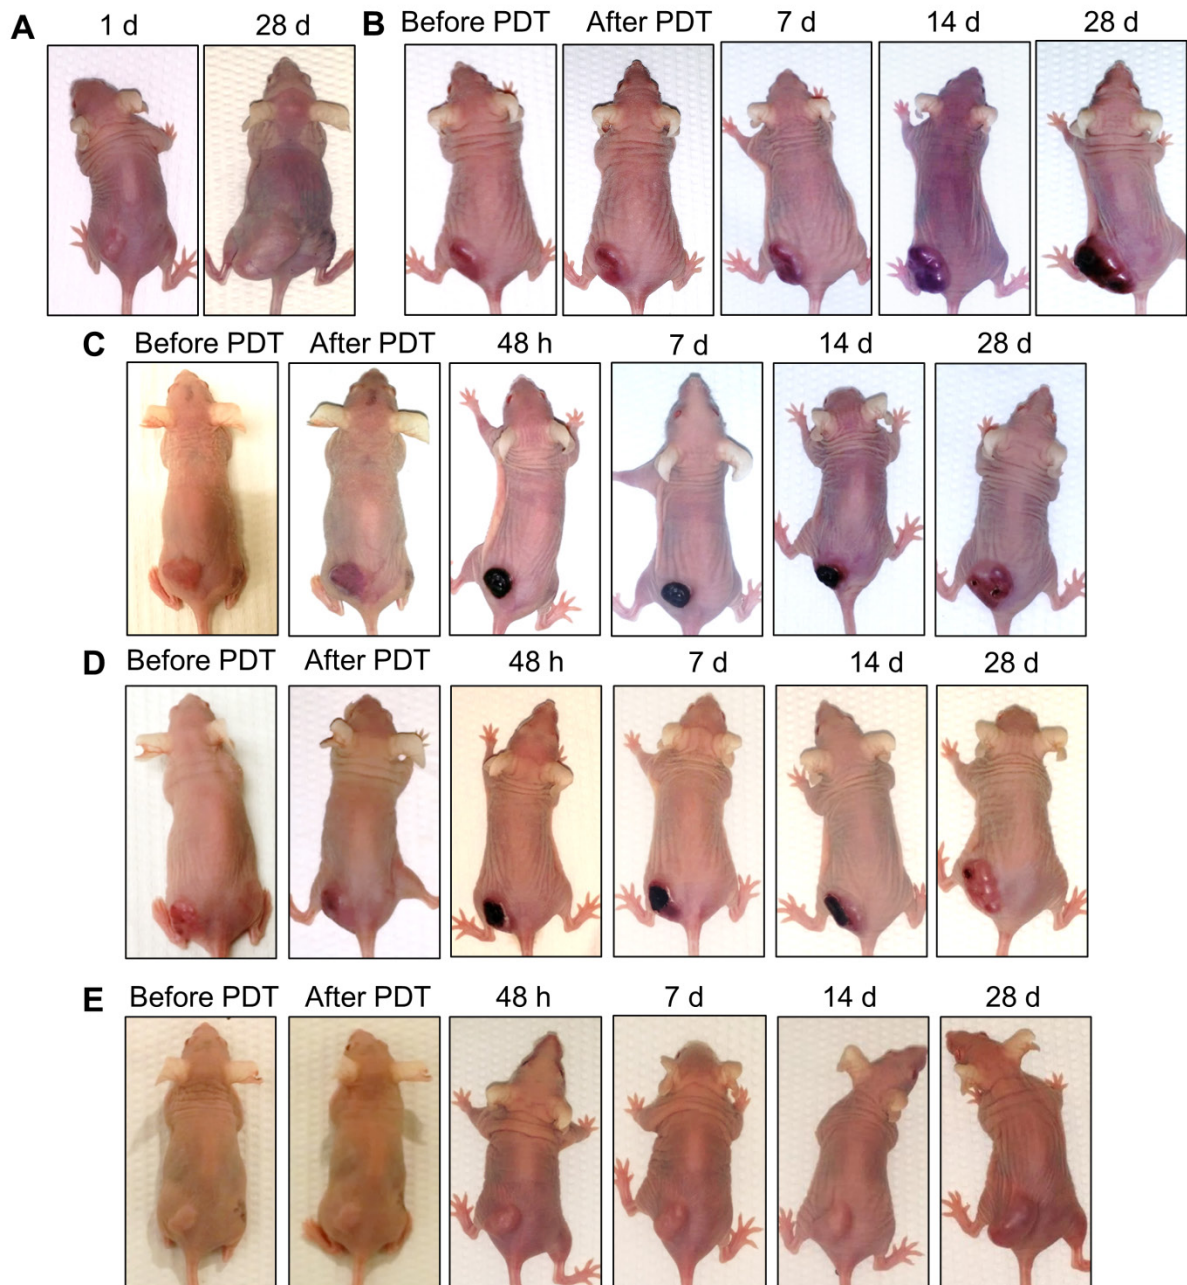 A 1 d 28 d B Before PDT After PDT 7 d 14 d 28 d
C Before PDT After PDT 48 h 7 d 14 d 28 d
D Before PDT After PDT 48 h 7 d 14 d 28 d
E Before PDT After PDT 48 h 7 d 14 d 28 d